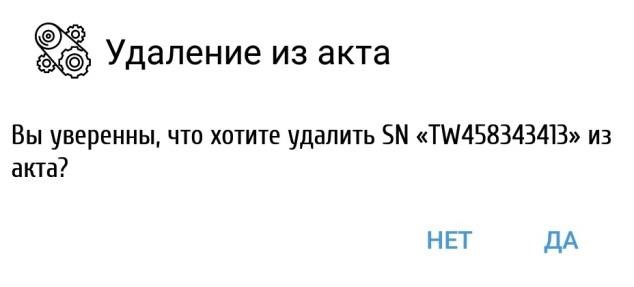 Удаление из акта
Вы уверенны, что хотите удалить SN «TW458343413» из
акта?
НЕТ ДА